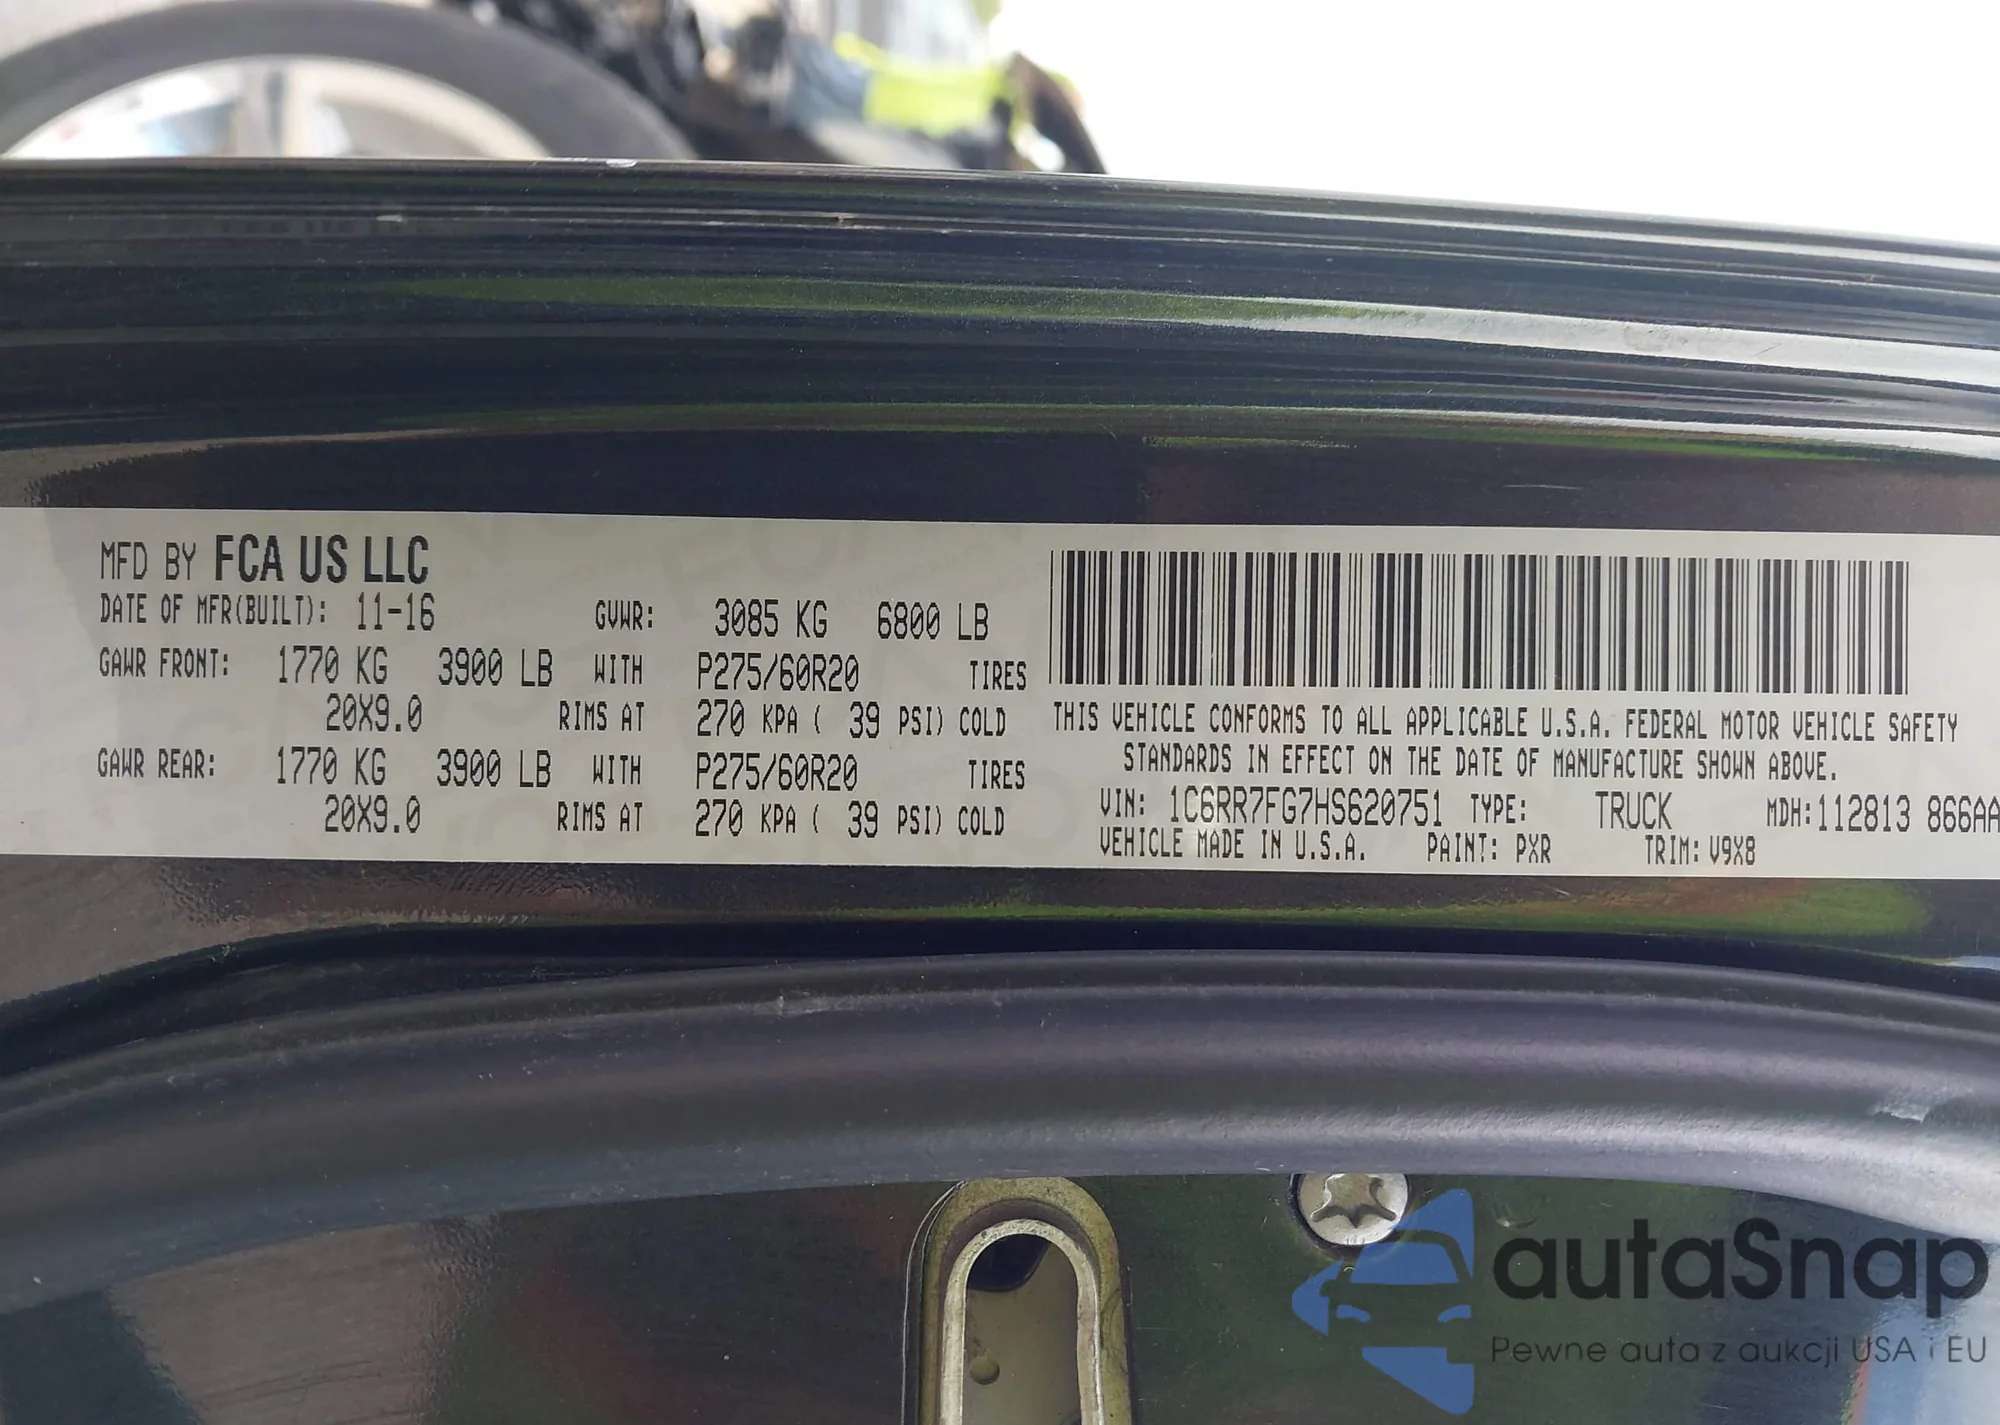 MFD BY FCA US LLC
DATE OF MFR(BUILT): 11-16 GVWR: 3085 KG 6800 LB
GAWR FRONT: 1770 KG 3900 LB WITH P275/60R20 TIRES
20X9.0 RIMS AT 270 KPA ( 39 PSI) COLD
GAWR REAR: 1770 KG 3900 LB WITH P275/60R20 TIRES
20X9.0 RIMS AT 270 KPA ( 39 PSI) COLD
THIS VEHICLE CONFORMS TO ALL APPLICABLE U.S.A. FEDERAL MOTOR VEHICLE SAFETY
STANDARDS IN EFFECT ON THE DATE OF MANUFACTURE SHOWN ABOVE.
VIN: 1C6RR7FG7HS620751 TYPE: TRUCK MDH:112813 866AA
VEHICLE MADE IN U.S.A. PAINT: PXR TRIM: V9X8
autaSnap
Pewne auta z aukcji USA i EU